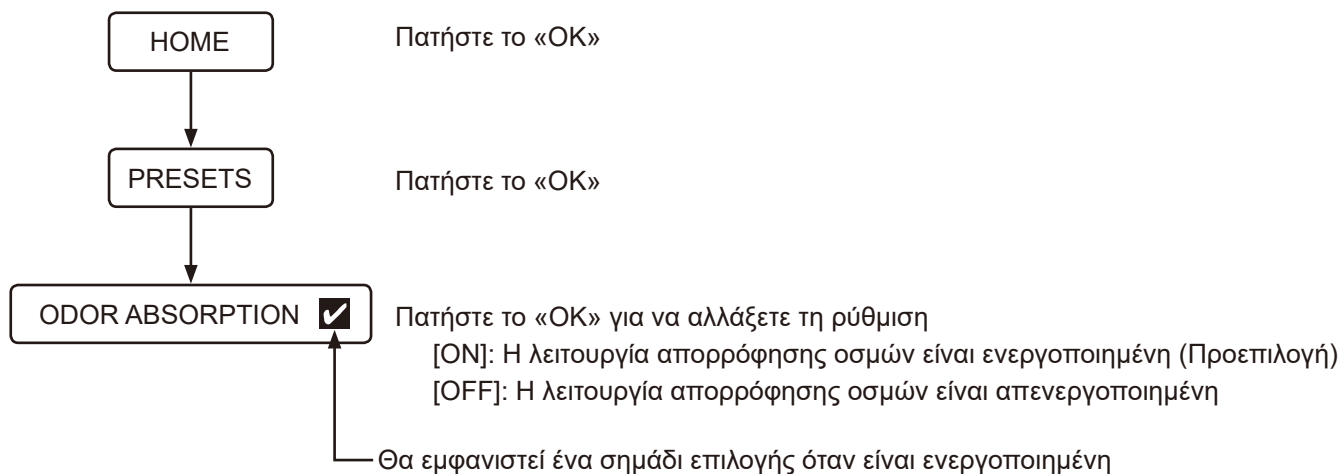 HOME Πατήστε το «OK»
PRESETS Πατήστε το «OK»
ODOR ABSORPTION ✔ Πατήστε το «OK» για να αλλάξετε τη ρύθμιση
[ON]: Η λειτουργία απορρόφησης οσμών είναι ενεργοποιημένη (Προεπιλογή)
[OFF]: Η λειτουργία απορρόφησης οσμών είναι απενεργοποιημένη
Θα εμφανιστεί ένα σημάδι επιλογής όταν είναι ενεργοποιημένη